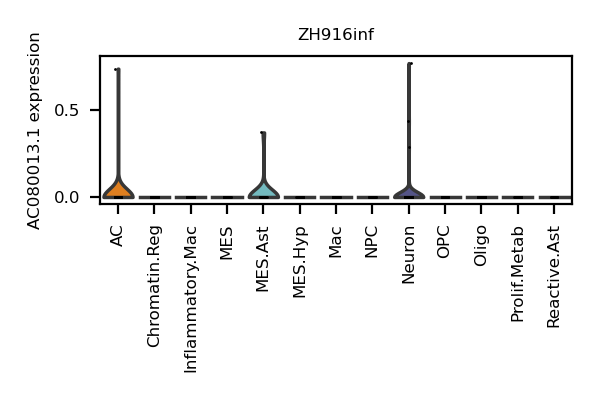 ZH916inf
AC080013.1 expression
0.5
0.0
AC
Chromatin.Reg
Inflammatory.Mac
MES
MES.Ast
MES.Hyp
Mac
NPC
Neuron
OPC
Oligo
Prolif.Metab
Reactive.Ast